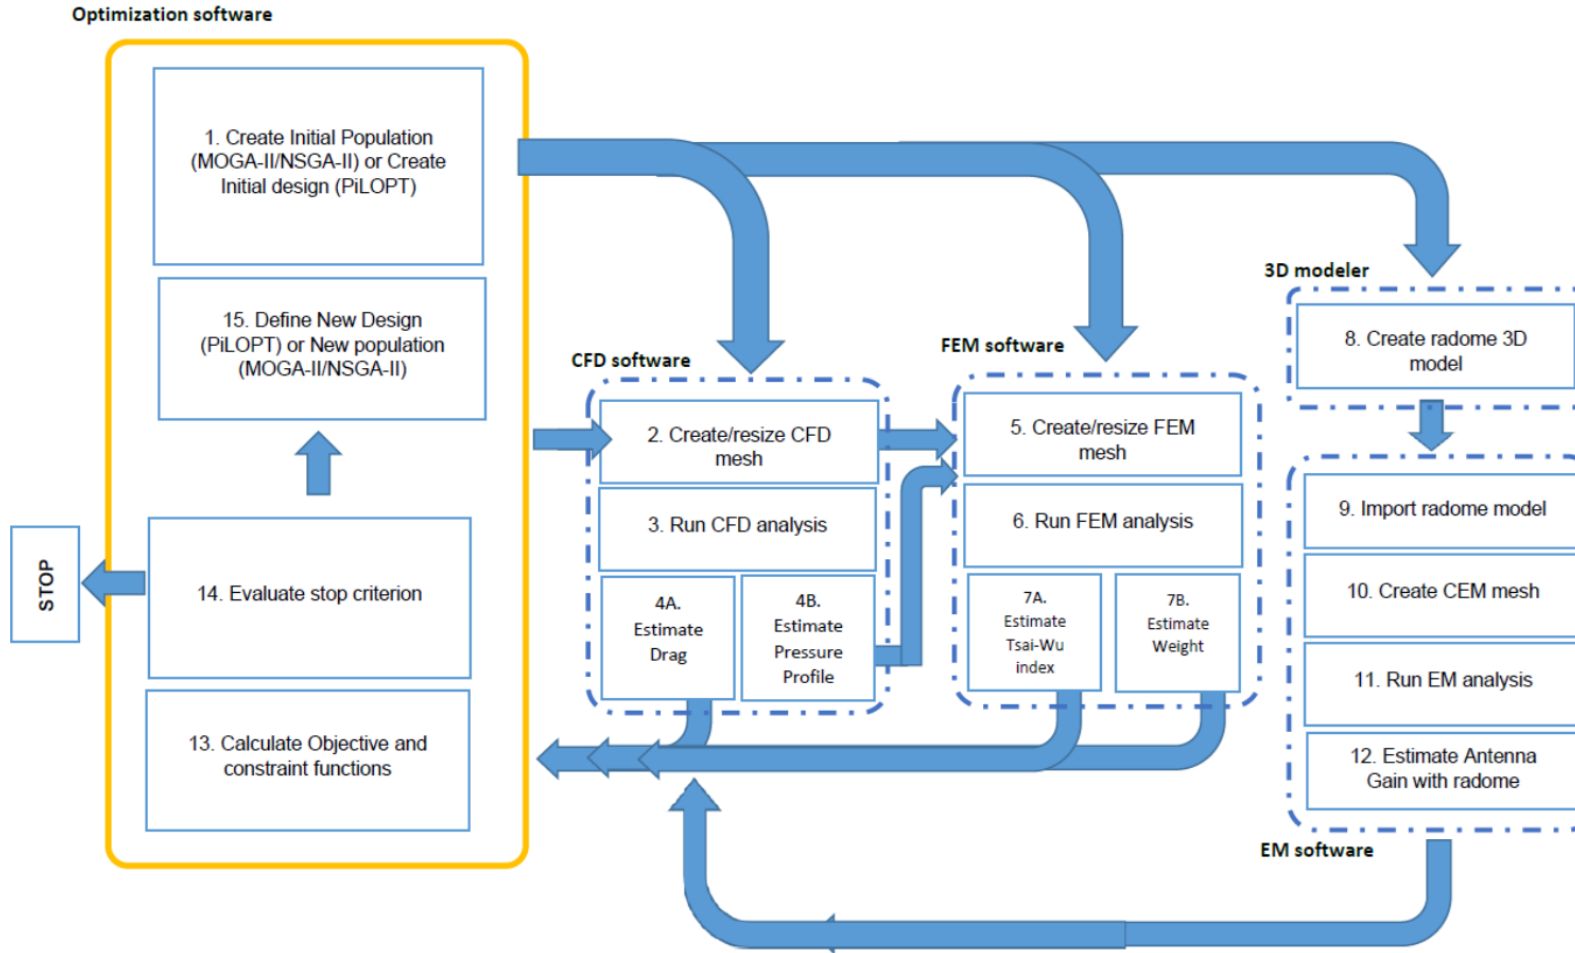 Optimization software
1. Create Initial Population
(MOGA-II/NSGA-II) or Create
Initial design (PiLOPT)
15. Define New Design
(PiLOPT) or New population
(MOGA-II/NSGA-II)
14. Evaluate stop criterion
STOP
13. Calculate Objective and
constraint functions
CFD software
2. Create/resize CFD
mesh
3. Run CFD analysis
4A.
Estimate
Drag
4B.
Estimate
Pressure
Profile
FEM software
5. Create/resize FEM
mesh
6. Run FEM analysis
7A.
Estimate
Tsai-Wu
index
7B.
Estimate
Weight
3D modeler
8. Create radome 3D
model
9. Import radome model
10. Create CEM mesh
11. Run EM analysis
12. Estimate Antenna
Gain with radome
EM software